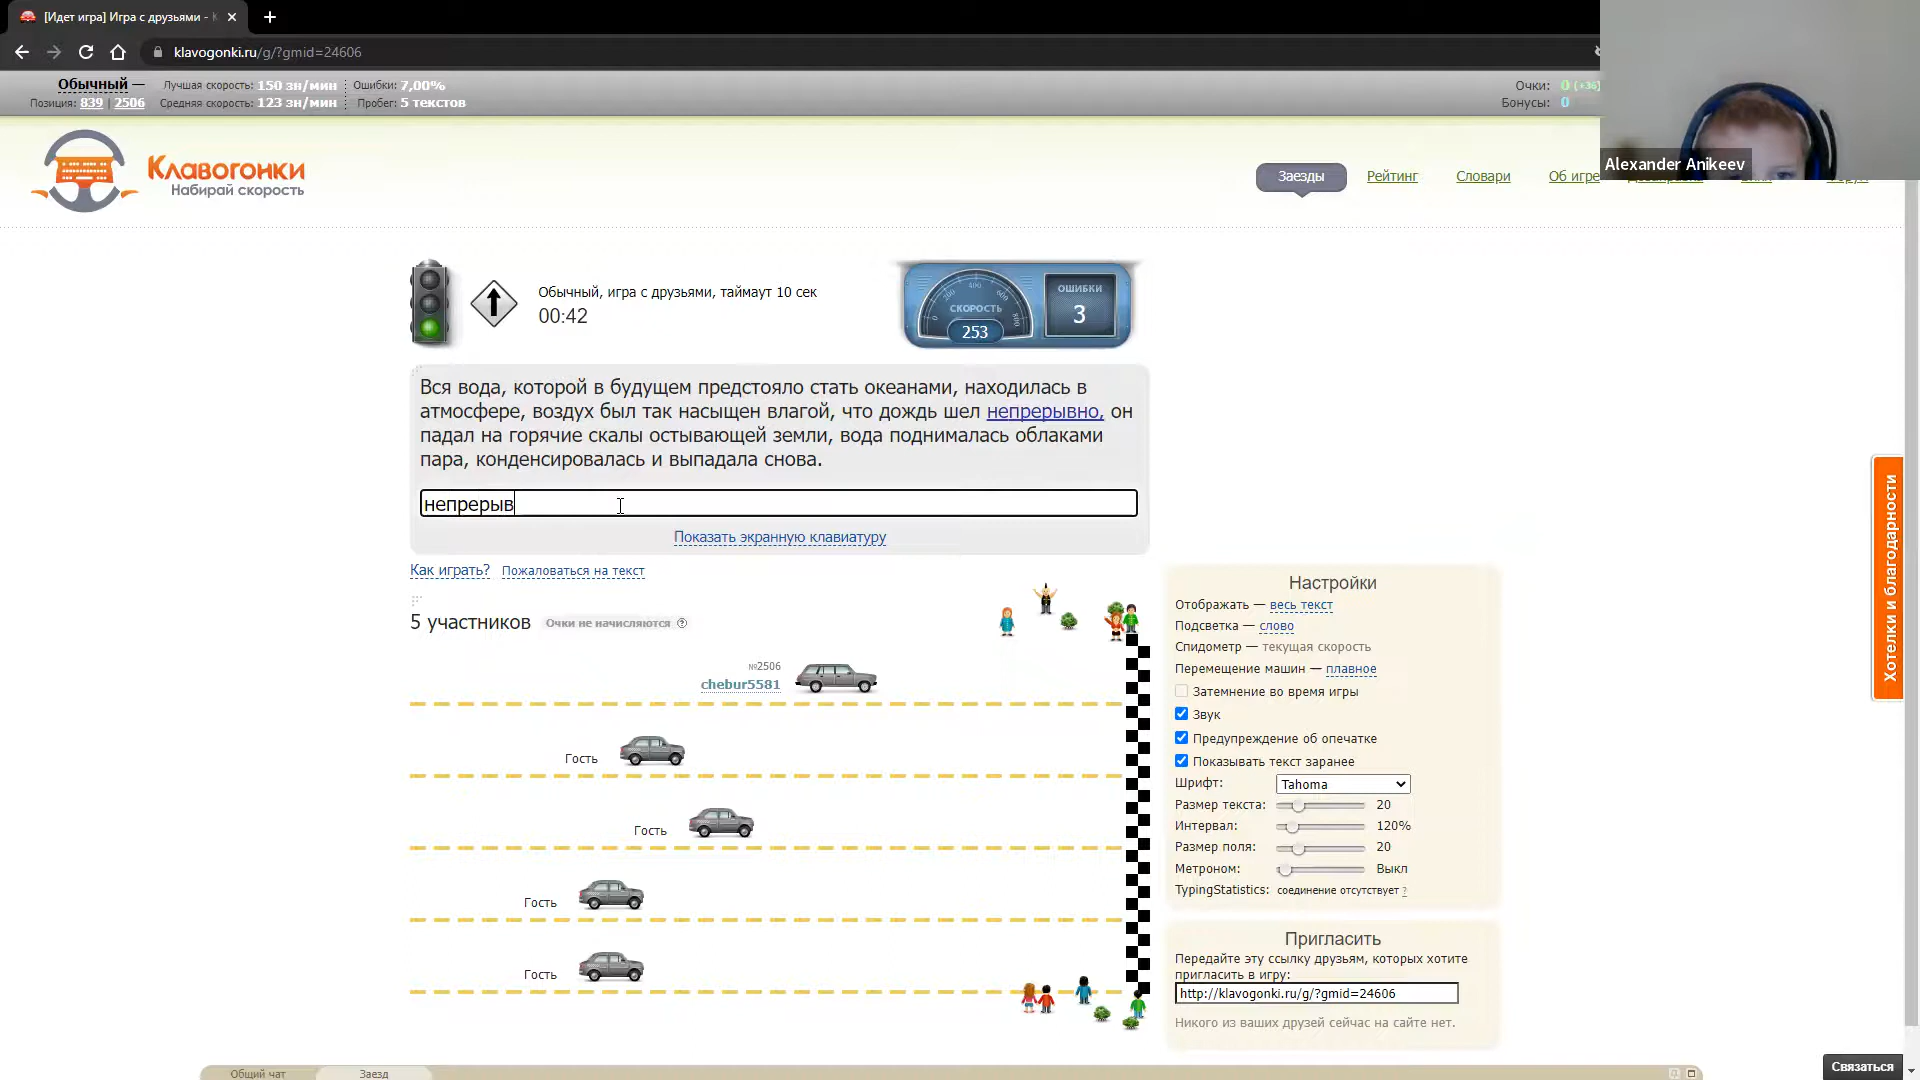 [Идет игра] Игра с друзьями -
klavogonki.ru/g/?gmid=24606
Обычный —
Лучшая скорость: 150 зн/мин
Ошибки: 7,00%
Очки: 0 (+36)
Позиция: 839 | 2506
Средняя скорость: 123 зн/мин
Пробег: 5 текстов
Бонусы: 0
Alexander Anikeev
Клавогонки
Набирай скорость
Заезды
Рейтинг
Словари
Об игре
Обычный, игра с друзьями, таймаут 10 сек
00:42
0 200 400 600 800
СКОРОСТЬ
253
ОШИБКИ
3
Вся вода, которой в будущем предстояло стать океанами, находилась в
атмосфере, воздух был так насыщен влагой, что дождь шел непрерывно, он
падал на горячие скалы остывающей земли, вода поднималась облаками
пара, конденсировалась и выпадала снова.
непрерыв
Показать экранную клавиатуру
Как играть?
Пожаловаться на текст
5 участников
Очки не начисляются ?
№2506
chebur5581
Гость
Гость
Гость
Гость
Настройки
Отображать — весь текст
Подсветка — слово
Спидометр — текущая скорость
Перемещение машин — плавное
Затемнение во время игры
Звук
Предупреждение об опечатке
Показывать текст заранее
Шрифт: Tahoma
Размер текста: 20
Интервал: 120%
Размер поля: 20
Метроном: Выкл
TypingStatistics: соединение отсутствует ?
Пригласить
Передайте эту ссылку друзьям, которых хотите
пригласить в игру:
http://klavogonki.ru/g/?gmid=24606
Никого из ваших друзей сейчас на сайте нет.
Хотелки и благодарности
Общий чат
Заезд
Связаться